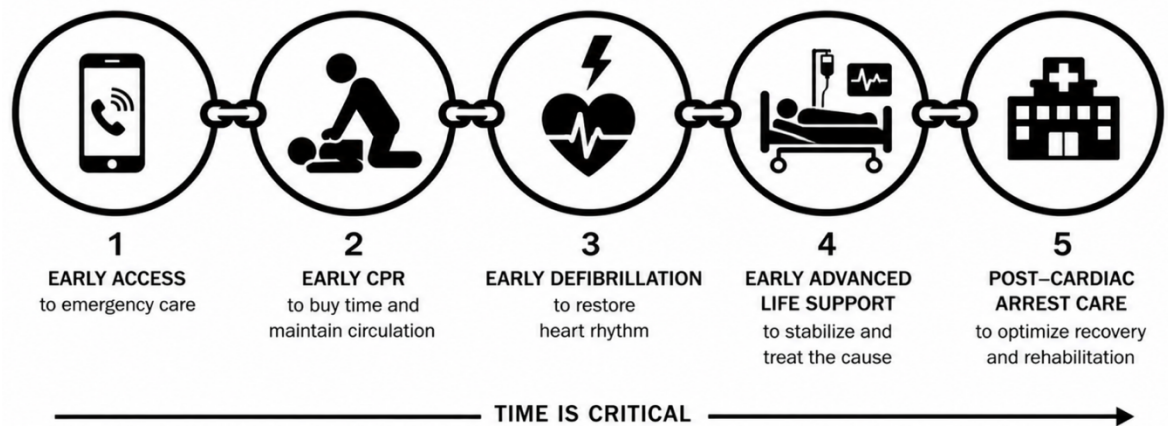 1
EARLY ACCESS
to emergency care
2
EARLY CPR
to buy time and
maintain circulation
3
EARLY DEFIBRILLATION
to restore
heart rhythm
4
EARLY ADVANCED
LIFE SUPPORT
to stabilize and
treat the cause
5
POST–CARDIAC
ARREST CARE
to optimize recovery
and rehabilitation
TIME IS CRITICAL